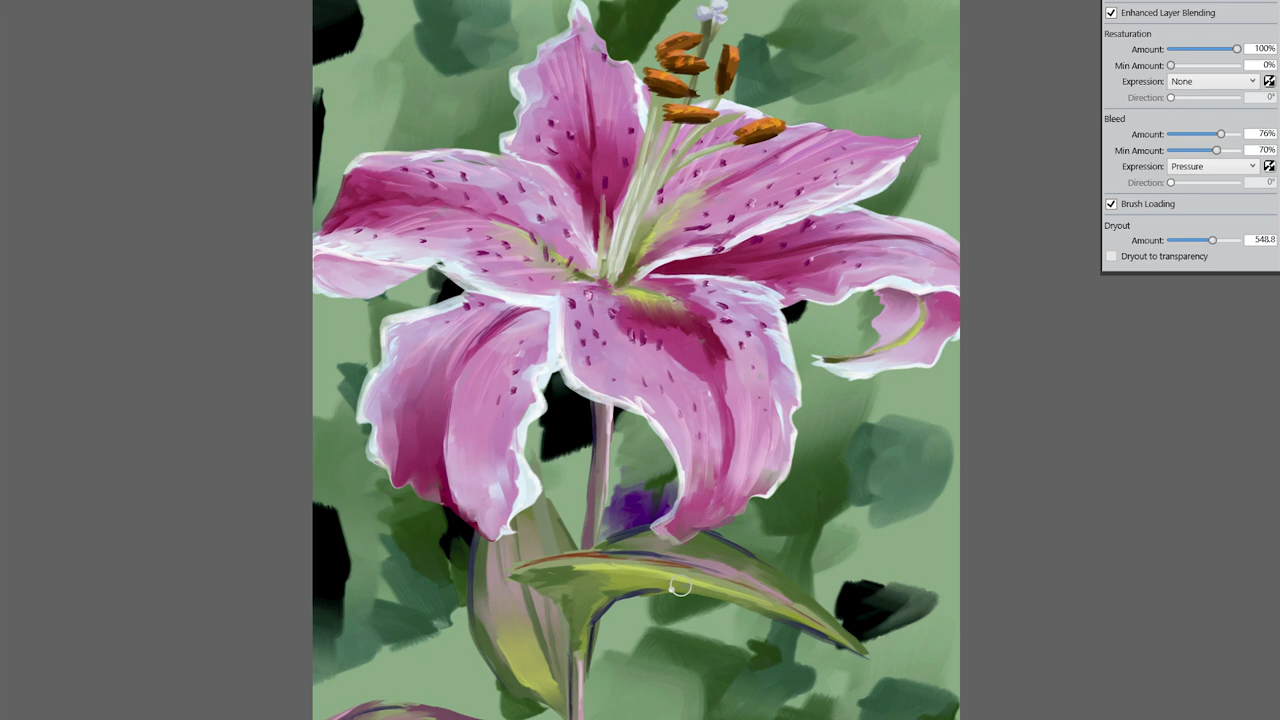 Enhanced Layer Blending
Resaturation
Amount: 100%
Min Amount: 0%
Expression: None
Direction: 0°
Bleed
Amount: 76%
Min Amount: 70%
Expression: Pressure
Direction: 0°
Brush Loading
Dryout
Amount: 548.8
Dryout to transparency